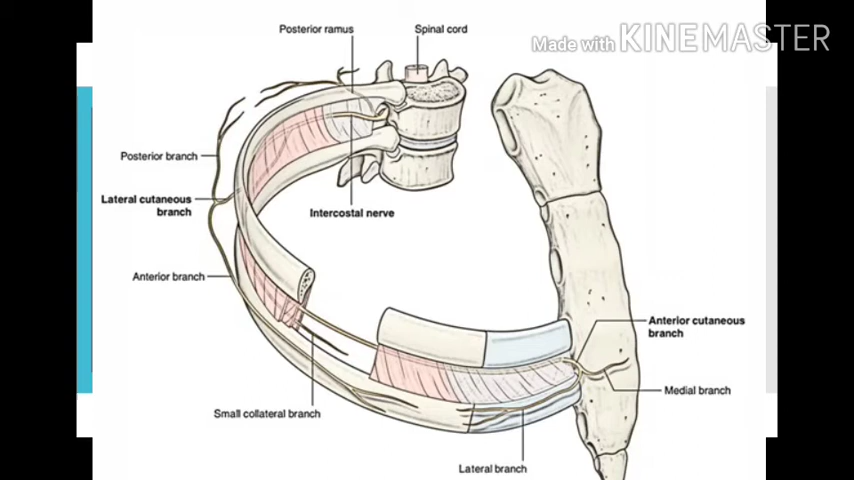 Posterior ramus
Spinal cord
Made with KINEMASTER
Posterior branch
Lateral cutaneous
branch
Intercostal nerve
Anterior branch
Anterior cutaneous
branch
Medial branch
Small collateral branch
Lateral branch